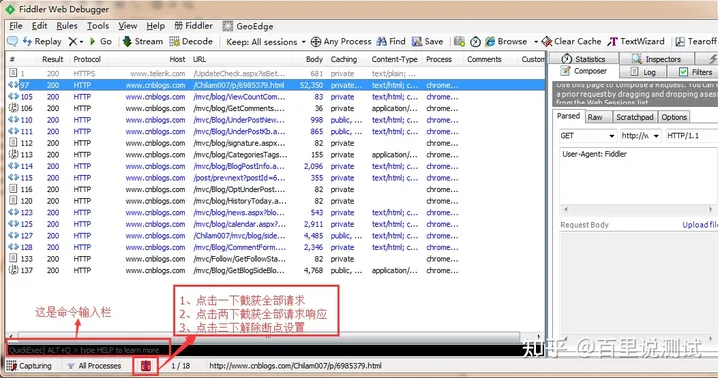 Fiddler Web Debugger
File Edit Rules Tools View Help Fiddler GeoEdge
Replay Go Stream Decode Keep: All sessions Any Process Find Save Browse Clear Cache TextWizard Tearoff
# Result Protocol Host URL Body Caching Content-Type Process Comments Custom
1 200 HTTPS www.telerik.com /UpdateCheck.aspx?isBet... 681 private text/plain; ...
97 200 HTTP www.cnblogs.com /Chilam007/p/6985379.html 52,350 private... text/html; c... chrome...
105 200 HTTP www.cnblogs.com /mvc/blog/ViewCountCom... 83 private... text/html; c... chrome...
106 200 HTTP www.cnblogs.com /mvc/blog/GetComments... 36 private application/... chrome...
110 200 HTTP www.cnblogs.com /mvc/blog/UnderPostNew... 998 public, ... text/html; c... chrome...
111 200 HTTP www.cnblogs.com /mvc/blog/UnderPostKb.a... 865 public, ... text/html; c... chrome...
112 200 HTTP www.cnblogs.com /mvc/blog/signature.aspx... 82 private chrome...
113 200 HTTP www.cnblogs.com /mvc/blog/CategoriesTags... 155 private application/... chrome...
114 200 HTTP www.cnblogs.com /mvc/blog/BlogPostInfo.a... 2,096 private text/html; c... chrome...
115 200 HTTP www.cnblogs.com /post/prevnext?postId=6... 355 private text/html; c... chrome...
116 200 HTTP www.cnblogs.com /mvc/Blog/OptUnderPost.... 82 private chrome...
120 200 HTTP www.cnblogs.com /mvc/blog/HistoryToday.a... 82 private chrome...
123 200 HTTP www.cnblogs.com /mvc/blog/news.aspx?blo... 543 private text/html; c... chrome...
125 200 HTTP www.cnblogs.com /mvc/blog/calendar.aspx?... 2,911 private text/html; c... chrome...
127 200 HTTP www.cnblogs.com /Chilam007/mvc/blog/side... 4,485 public, ... text/html; c... chrome...
128 200 HTTP www.cnblogs.com /mvc/Blog/CommentForm.... 2,346 private text/html; c... chrome...
133 200 HTTP www.cnblogs.com /mvc/Follow/GetFollowSta... 82 private chrome...
137 200 HTTP www.cnblogs.com /mvc/Blog/GetBlogSideBlo... 4,768 public, ... application/... chrome...
Statistics Inspectors
Composer Log Filters
Use this page to compose a Request. You can c
a prior request by dragging and dropping a session
from the Web Sessions list.
Parsed Raw Scratchpad Options
GET http://w HTTP/1.1
User-Agent: Fiddler
Request Body Upload file
这是命令输入栏
1、点击一下截获全部请求
2、点击两下截获全部请求响应
3、点击三下解除断点设置
[QuickExec] ALT+Q > type HELP to learn more
知乎 @百里说测试
Capturing All Processes 1 / 18 http://www.cnblogs.com/Chilam007/p/6985379.html